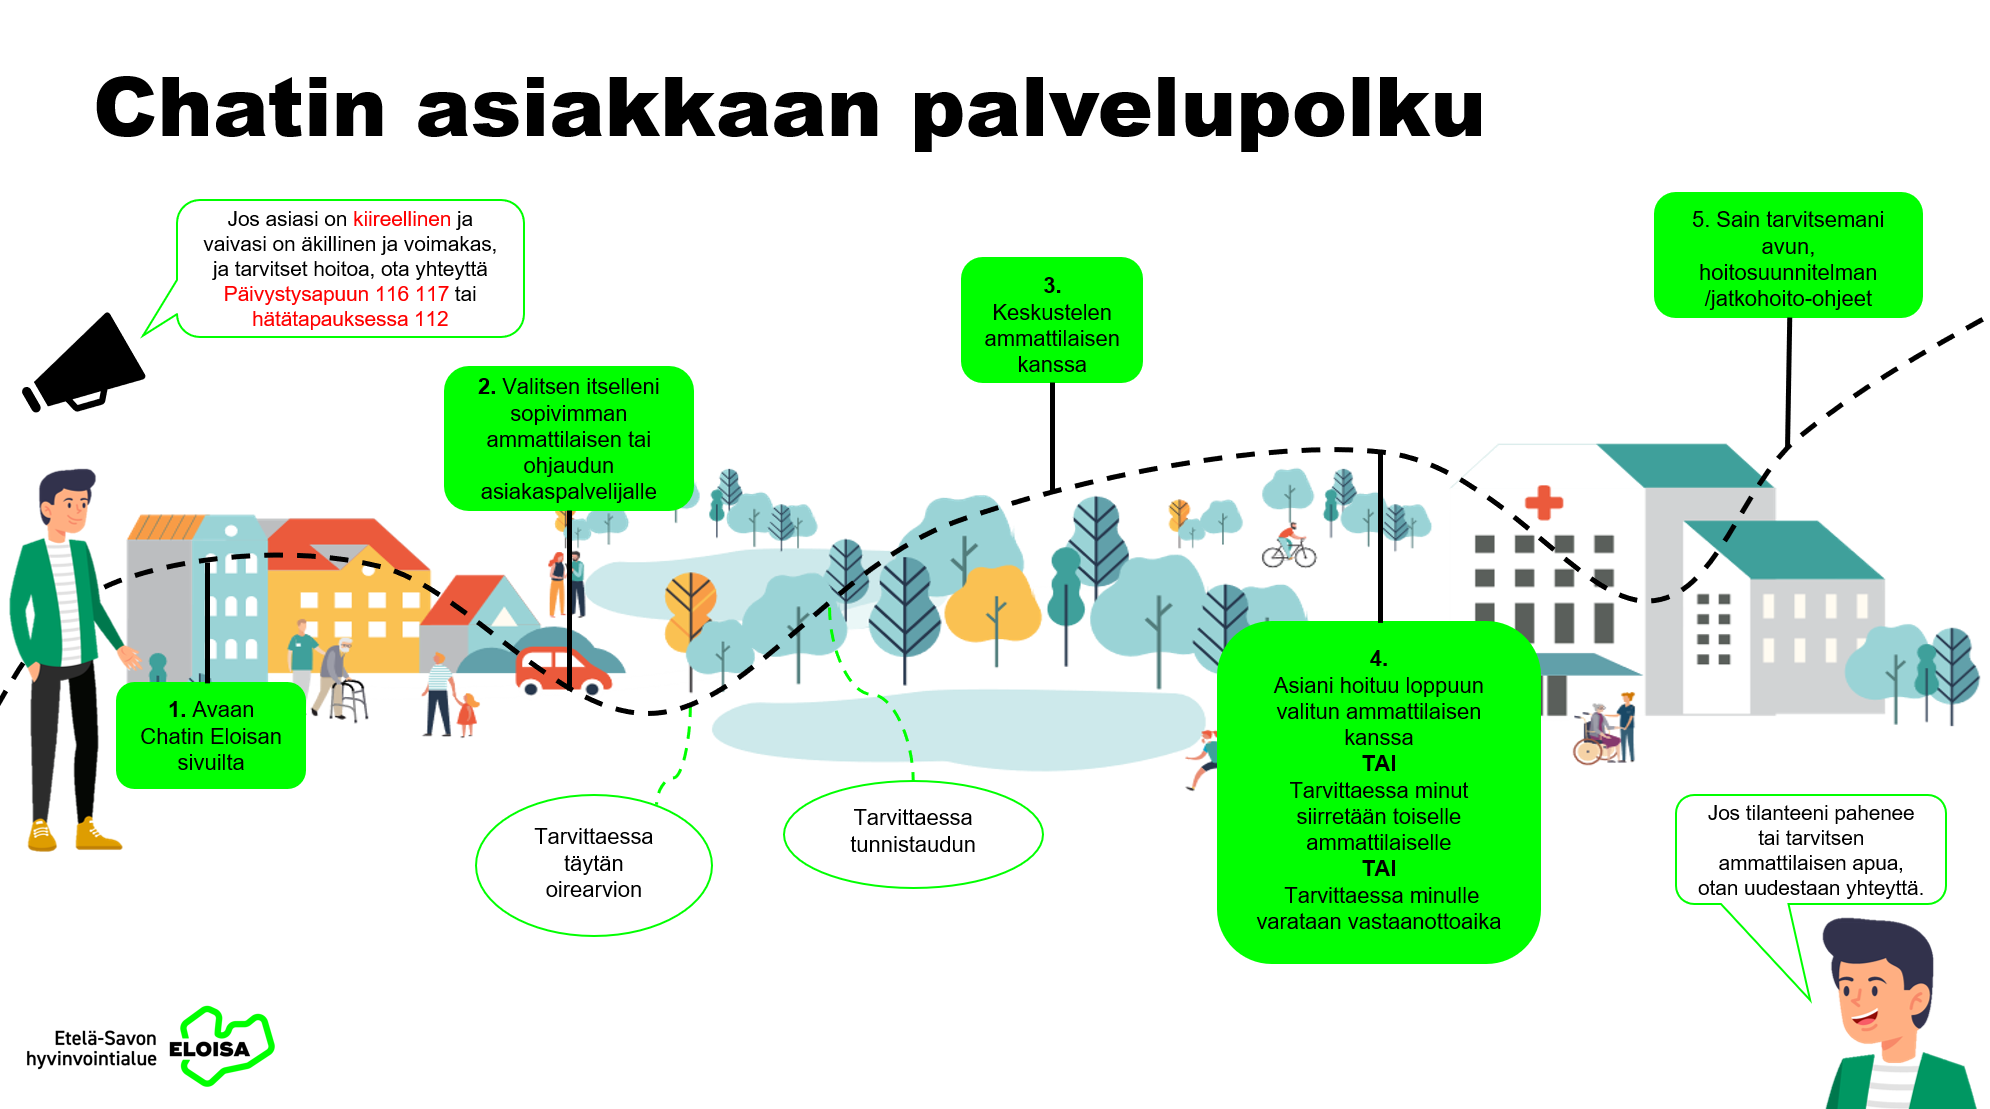 Chatin asiakkaan palvelupolku
Jos asiasi on kiireellinen ja
vaivasi on äkillinen ja voimakas,
ja tarvitset hoitoa, ota yhteyttä
Päivystysapuun 116 117 tai
hätätapauksessa 112
1. Avaan
Chatin Eloisan
sivuilta
2. Valitsen itselleni
sopivimman
ammattilaisen tai
ohjaudun
asiakaspalvelijalle
Tarvittaessa
täytän
oirearvion
Tarvittaessa
tunnistaudun
3.
Keskustelen
ammattilaisen
kanssa
4.
Asiani hoituu loppuun
valitun ammattilaisen
kanssa
TAI
Tarvittaessa minut
siirretään toiselle
ammattilaiselle
TAI
Tarvittaessa minulle
varataan vastaanottoaika
5. Sain tarvitsemani
avun,
hoitosuunnitelman
/jatkohoito-ohjeet
Jos tilanteeni pahenee
tai tarvitsen
ammattilaisen apua,
otan uudestaan yhteyttä.
Etelä-Savon
hyvinvointialue
ELOISA